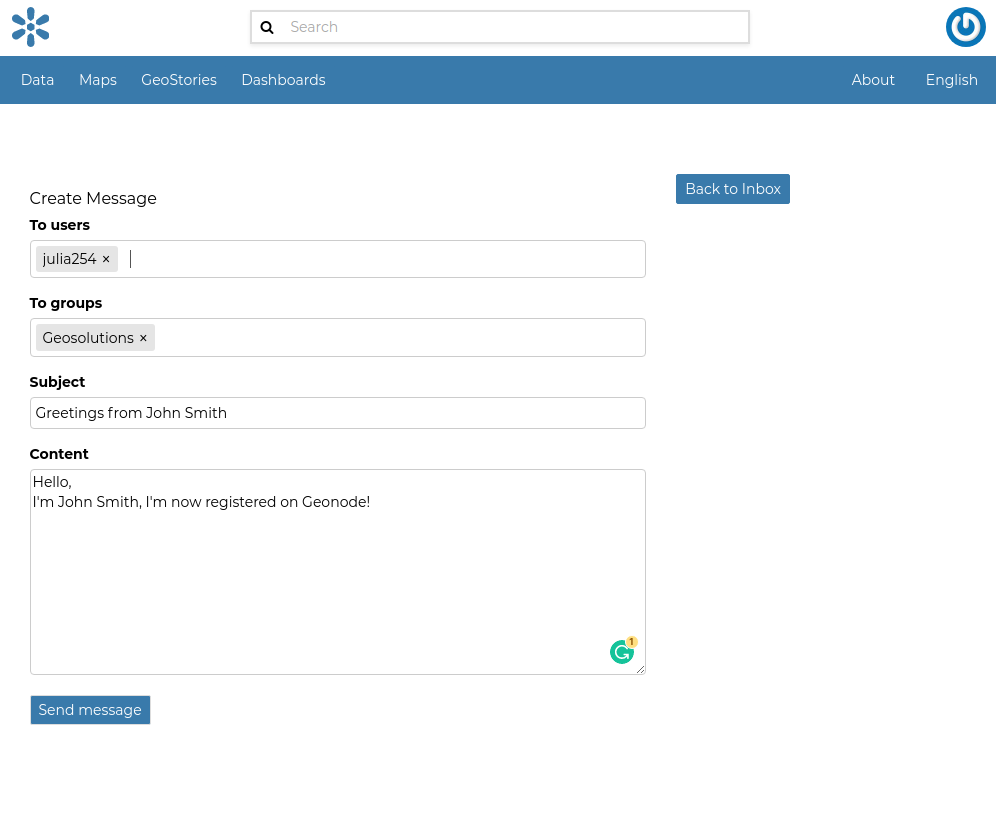 Search
Data Maps GeoStories Dashboards About English
Back to Inbox
Create Message
To users
julia254 ×
To groups
Geosolutions ×
Subject
Greetings from John Smith
Content
Hello,
I'm John Smith, I'm now registered on Geonode!
1
Send message